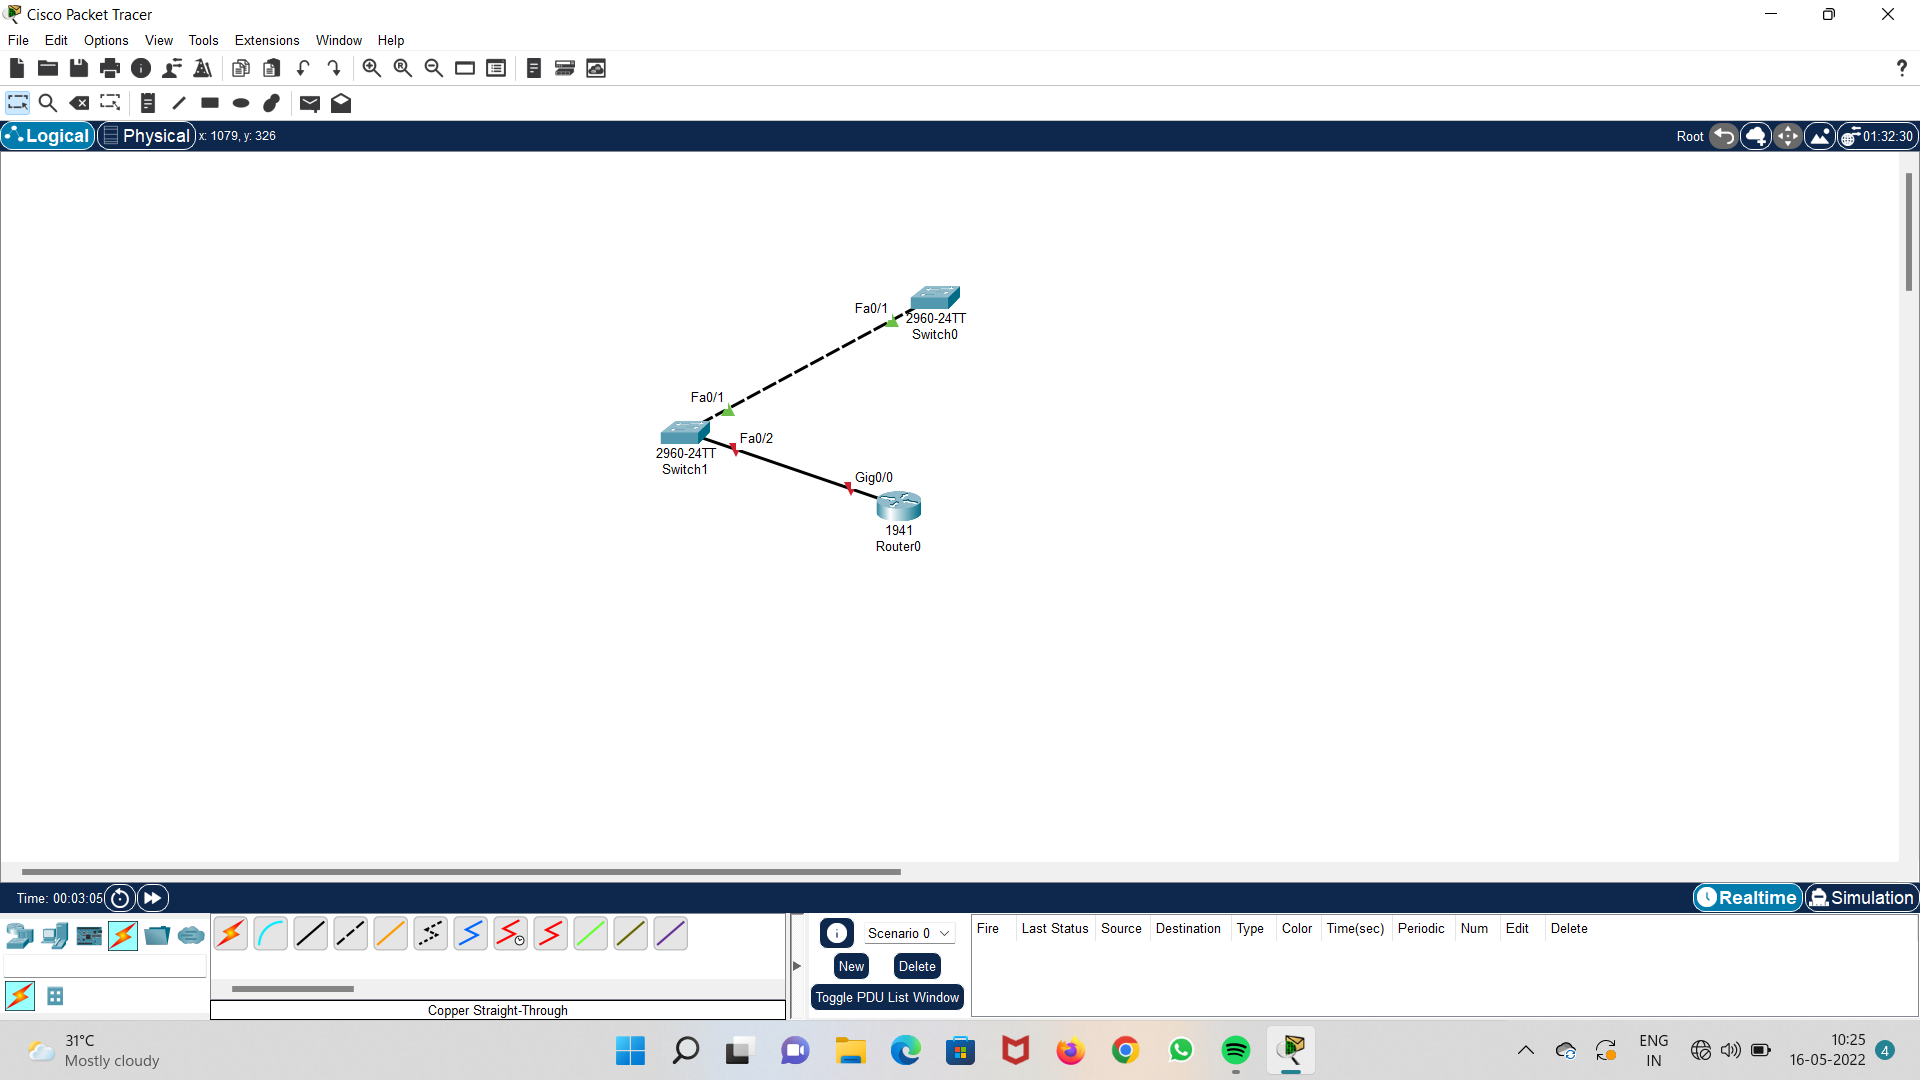 Cisco Packet Tracer
File Edit Options View Tools Extensions Window Help
?
Logical Physical x: 1079, y: 326 Root 01:32:30
Fa0/1
2960-24TT
Switch0
Fa0/1
Fa0/2
2960-24TT
Switch1
Gig0/0
1941
Router0
Time: 00:03:05 Realtime Simulation
Scenario 0
New Delete
Toggle PDU List Window
Fire Last Status Source Destination Type Color Time(sec) Periodic Num Edit Delete
Copper Straight-Through
31°C
Mostly cloudy
ENG
IN
10:25
16-05-2022
4